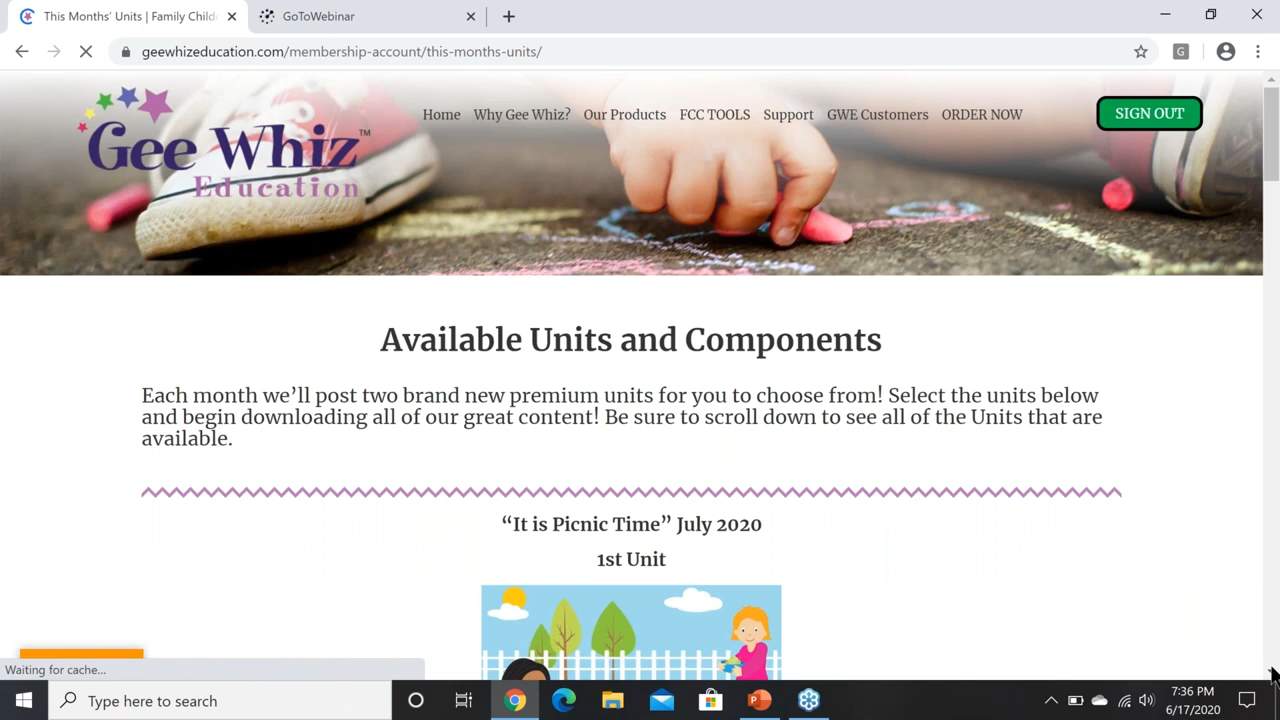 This Months' Units | Family Child
GoToWebinar
geewhizeducation.com/membership-account/this-months-units/
G
Gee Whiz™
Education
Home Why Gee Whiz? Our Products FCC TOOLS Support GWE Customers ORDER NOW
SIGN OUT
Available Units and Components
Each month we'll post two brand new premium units for you to choose from! Select the units below
and begin downloading all of our great content! Be sure to scroll down to see all of the Units that are
available.
“It is Picnic Time” July 2020
1st Unit
Waiting for cache...
Type here to search
7:36 PM
6/17/2020